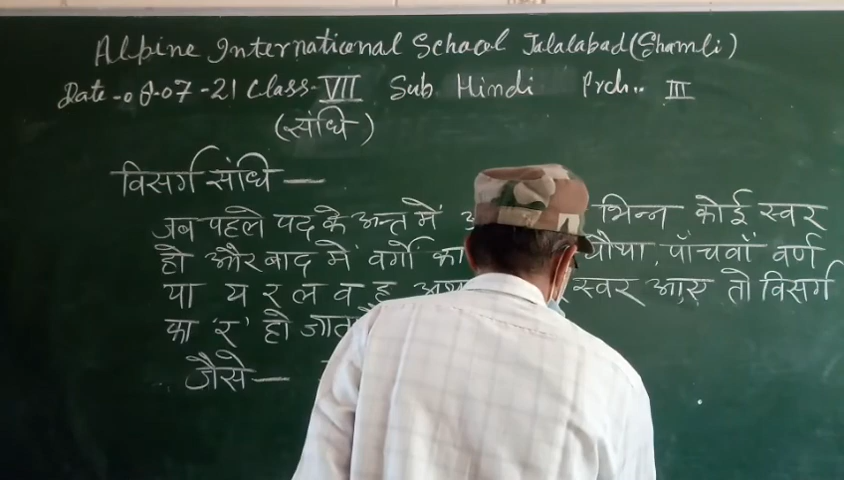 Alpine International School Jalalabad (Shamli)
Date -08.07-21 Class-VII Sub Hindi Prch.. III
(संधि)
विसर्ग संधि —
जब पहले पद के अन्त में भिन्न कोई स्वर
हो और बाद में वर्गो का चौथा, पाँचवाँ वर्ण
या य र ल व ह स्वर आए तो विसर्ग
का 'र' हो
जैसे —